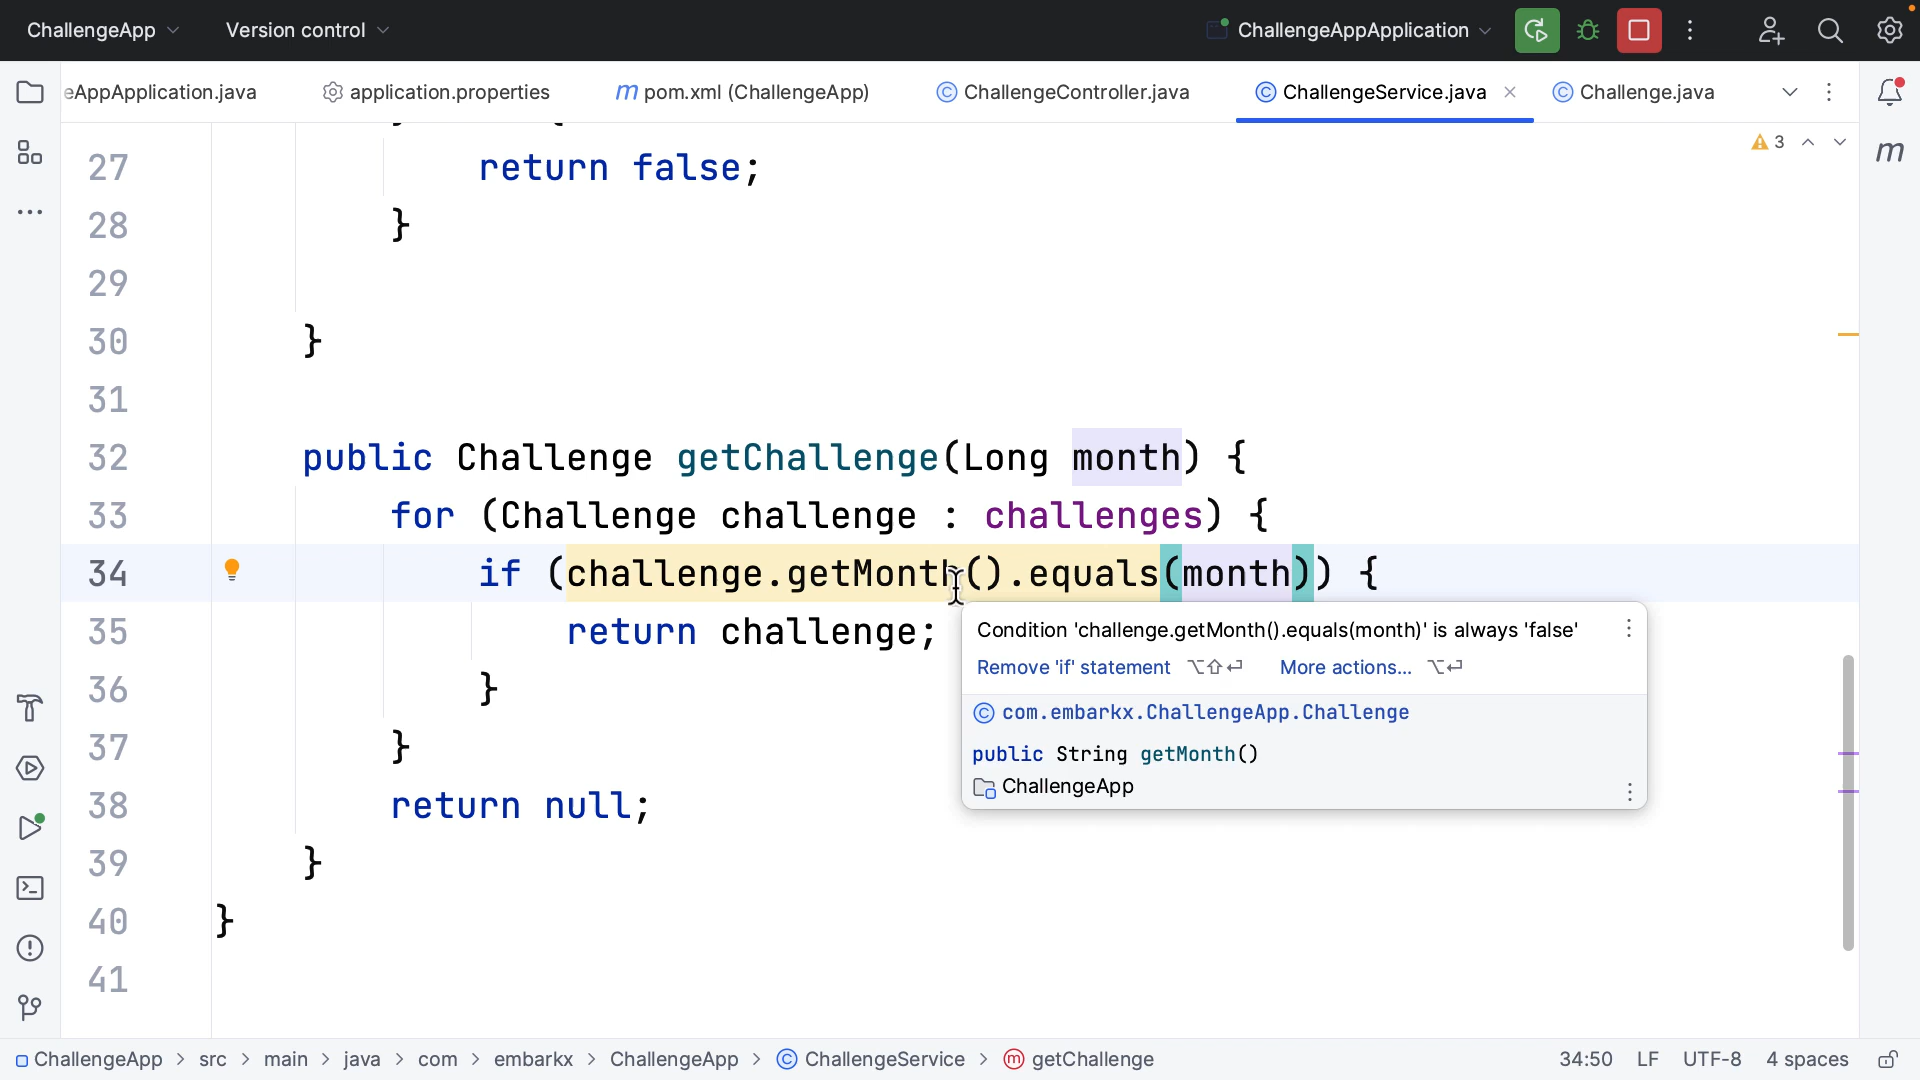 ChallengeApp Version control ChallengeAppApplication
eAppApplication.java application.properties m pom.xml (ChallengeApp) © ChallengeController.java © ChallengeService.java © Challenge.java
3
m
27 return false;
28 }
29
30 }
31
32 public Challenge getChallenge(Long month) {
33 for (Challenge challenge : challenges) {
34 if (challenge.getMonth().equals(month)) {
35 return challenge;
36 }
37 }
38 return null;
39 }
40 }
41
Condition 'challenge.getMonth().equals(month)' is always 'false'
Remove 'if' statement ⌥⇧⏎ More actions... ⌥⏎
© com.embarkx.ChallengeApp.Challenge
public String getMonth()
ChallengeApp
ChallengeApp > src > main > java > com > embarkx > ChallengeApp > © ChallengeService > m getChallenge 34:50 LF UTF-8 4 spaces